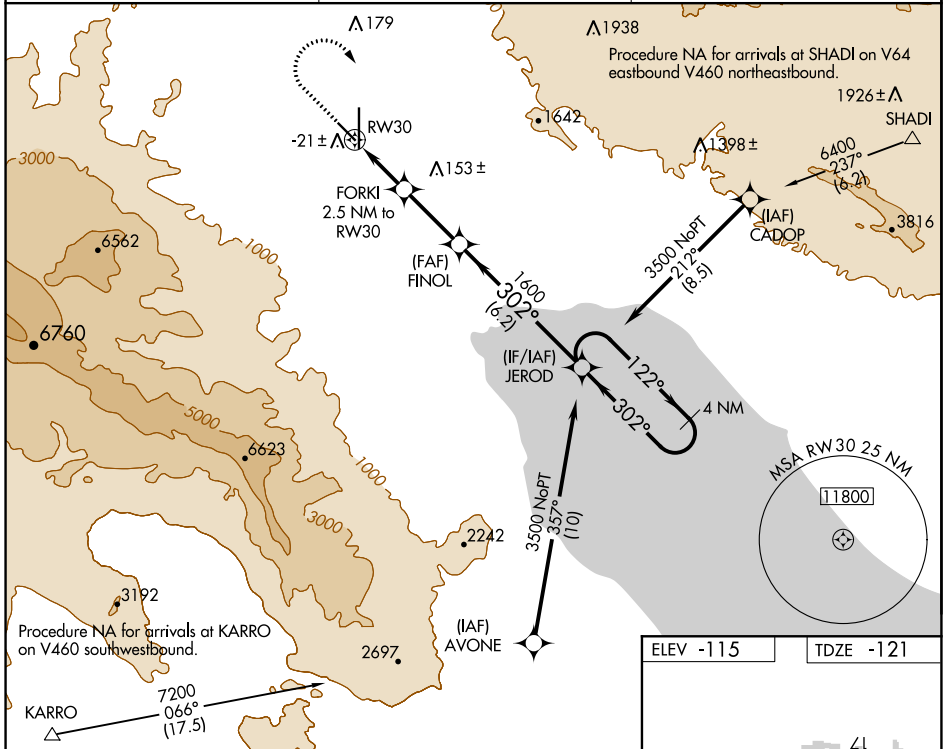 179
1938
Procedure NA for arrivals at SHADI on V64
eastbound V460 northeastbound.
1926±
SHADI
1642
RW30
-21±
1398±
6400
237°
(6.2)
3000
153±
FORKI
2.5 NM to
RW30
(IAF)
CADOP
3816
6562
1000
(FAF)
FINOL
3500 NoPT
212°
(8.5)
1600
302°
(6.2)
6760
(IF/IAF)
JEROD
122°
302°
4 NM
5000
6623
1000
MSA RW30 25 NM
11800
3000
3500 NoPT
357°
(10)
2242
3192
Procedure NA for arrivals at KARRO
on V460 southwestbound.
(IAF)
AVONE
2697
ELEV -115
TDZE -121
7200
066°
(17.5)
KARRO